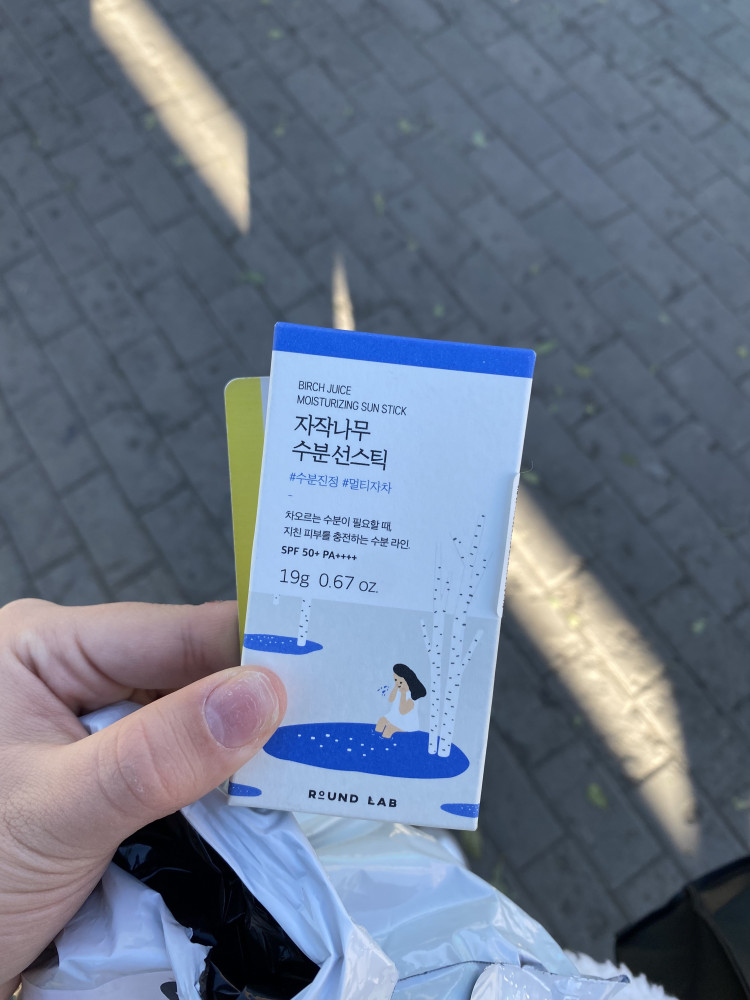 BIRCH JUICE
MOISTURIZING SUN STICK
자작나무
수분선스틱
#수분진정 #멀티자차
차오르는 수분이 필요할 때,
지친 피부를 충전하는 수분 라인.
SPF 50+ PA++++
19g 0.67 oz.
ROUND LAB